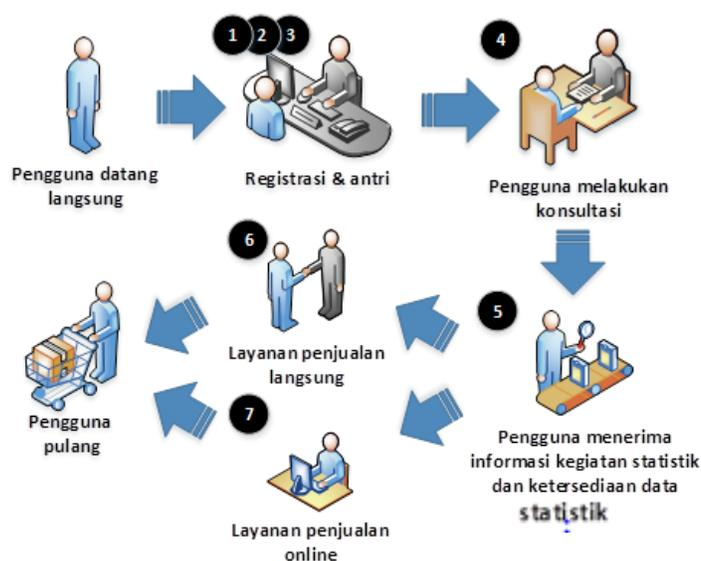 Pengguna datang
langsung
1 2 3
Registrasi & antri
4
Pengguna melakukan
konsultasi
5
Pengguna menerima
informasi kegiatan statistik
dan ketersediaan data
statistik
6
Layanan penjualan
langsung
7
Layanan penjualan
online
Pengguna
pulang